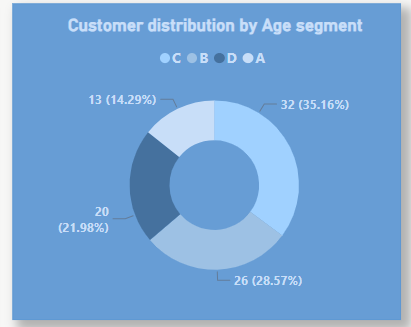 Customer distribution by Age segment
C B D A
13 (14.29%)
32 (35.16%)
20
(21.98%)
26 (28.57%)